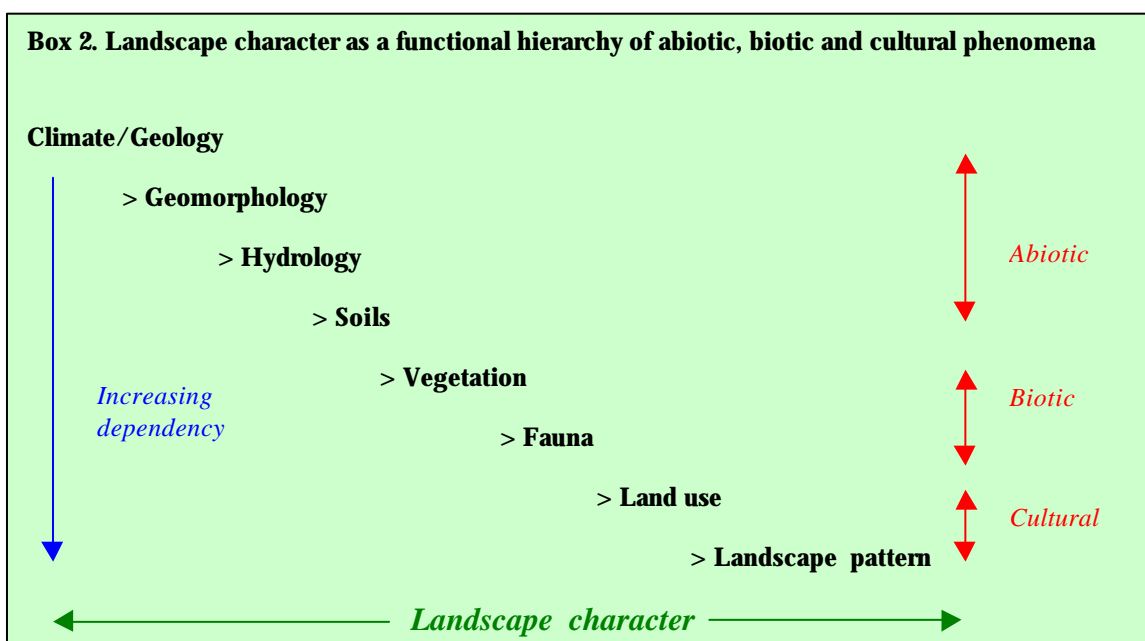 Box 2. Landscape character as a functional hierarchy of abiotic, biotic and cultural phenomena
Climate/Geology
> Geomorphology
> Hydrology
Abiotic
> Soils
> Vegetation
Increasing
dependency
Biotic
> Fauna
> Land use
Cultural
> Landscape pattern
Landscape character